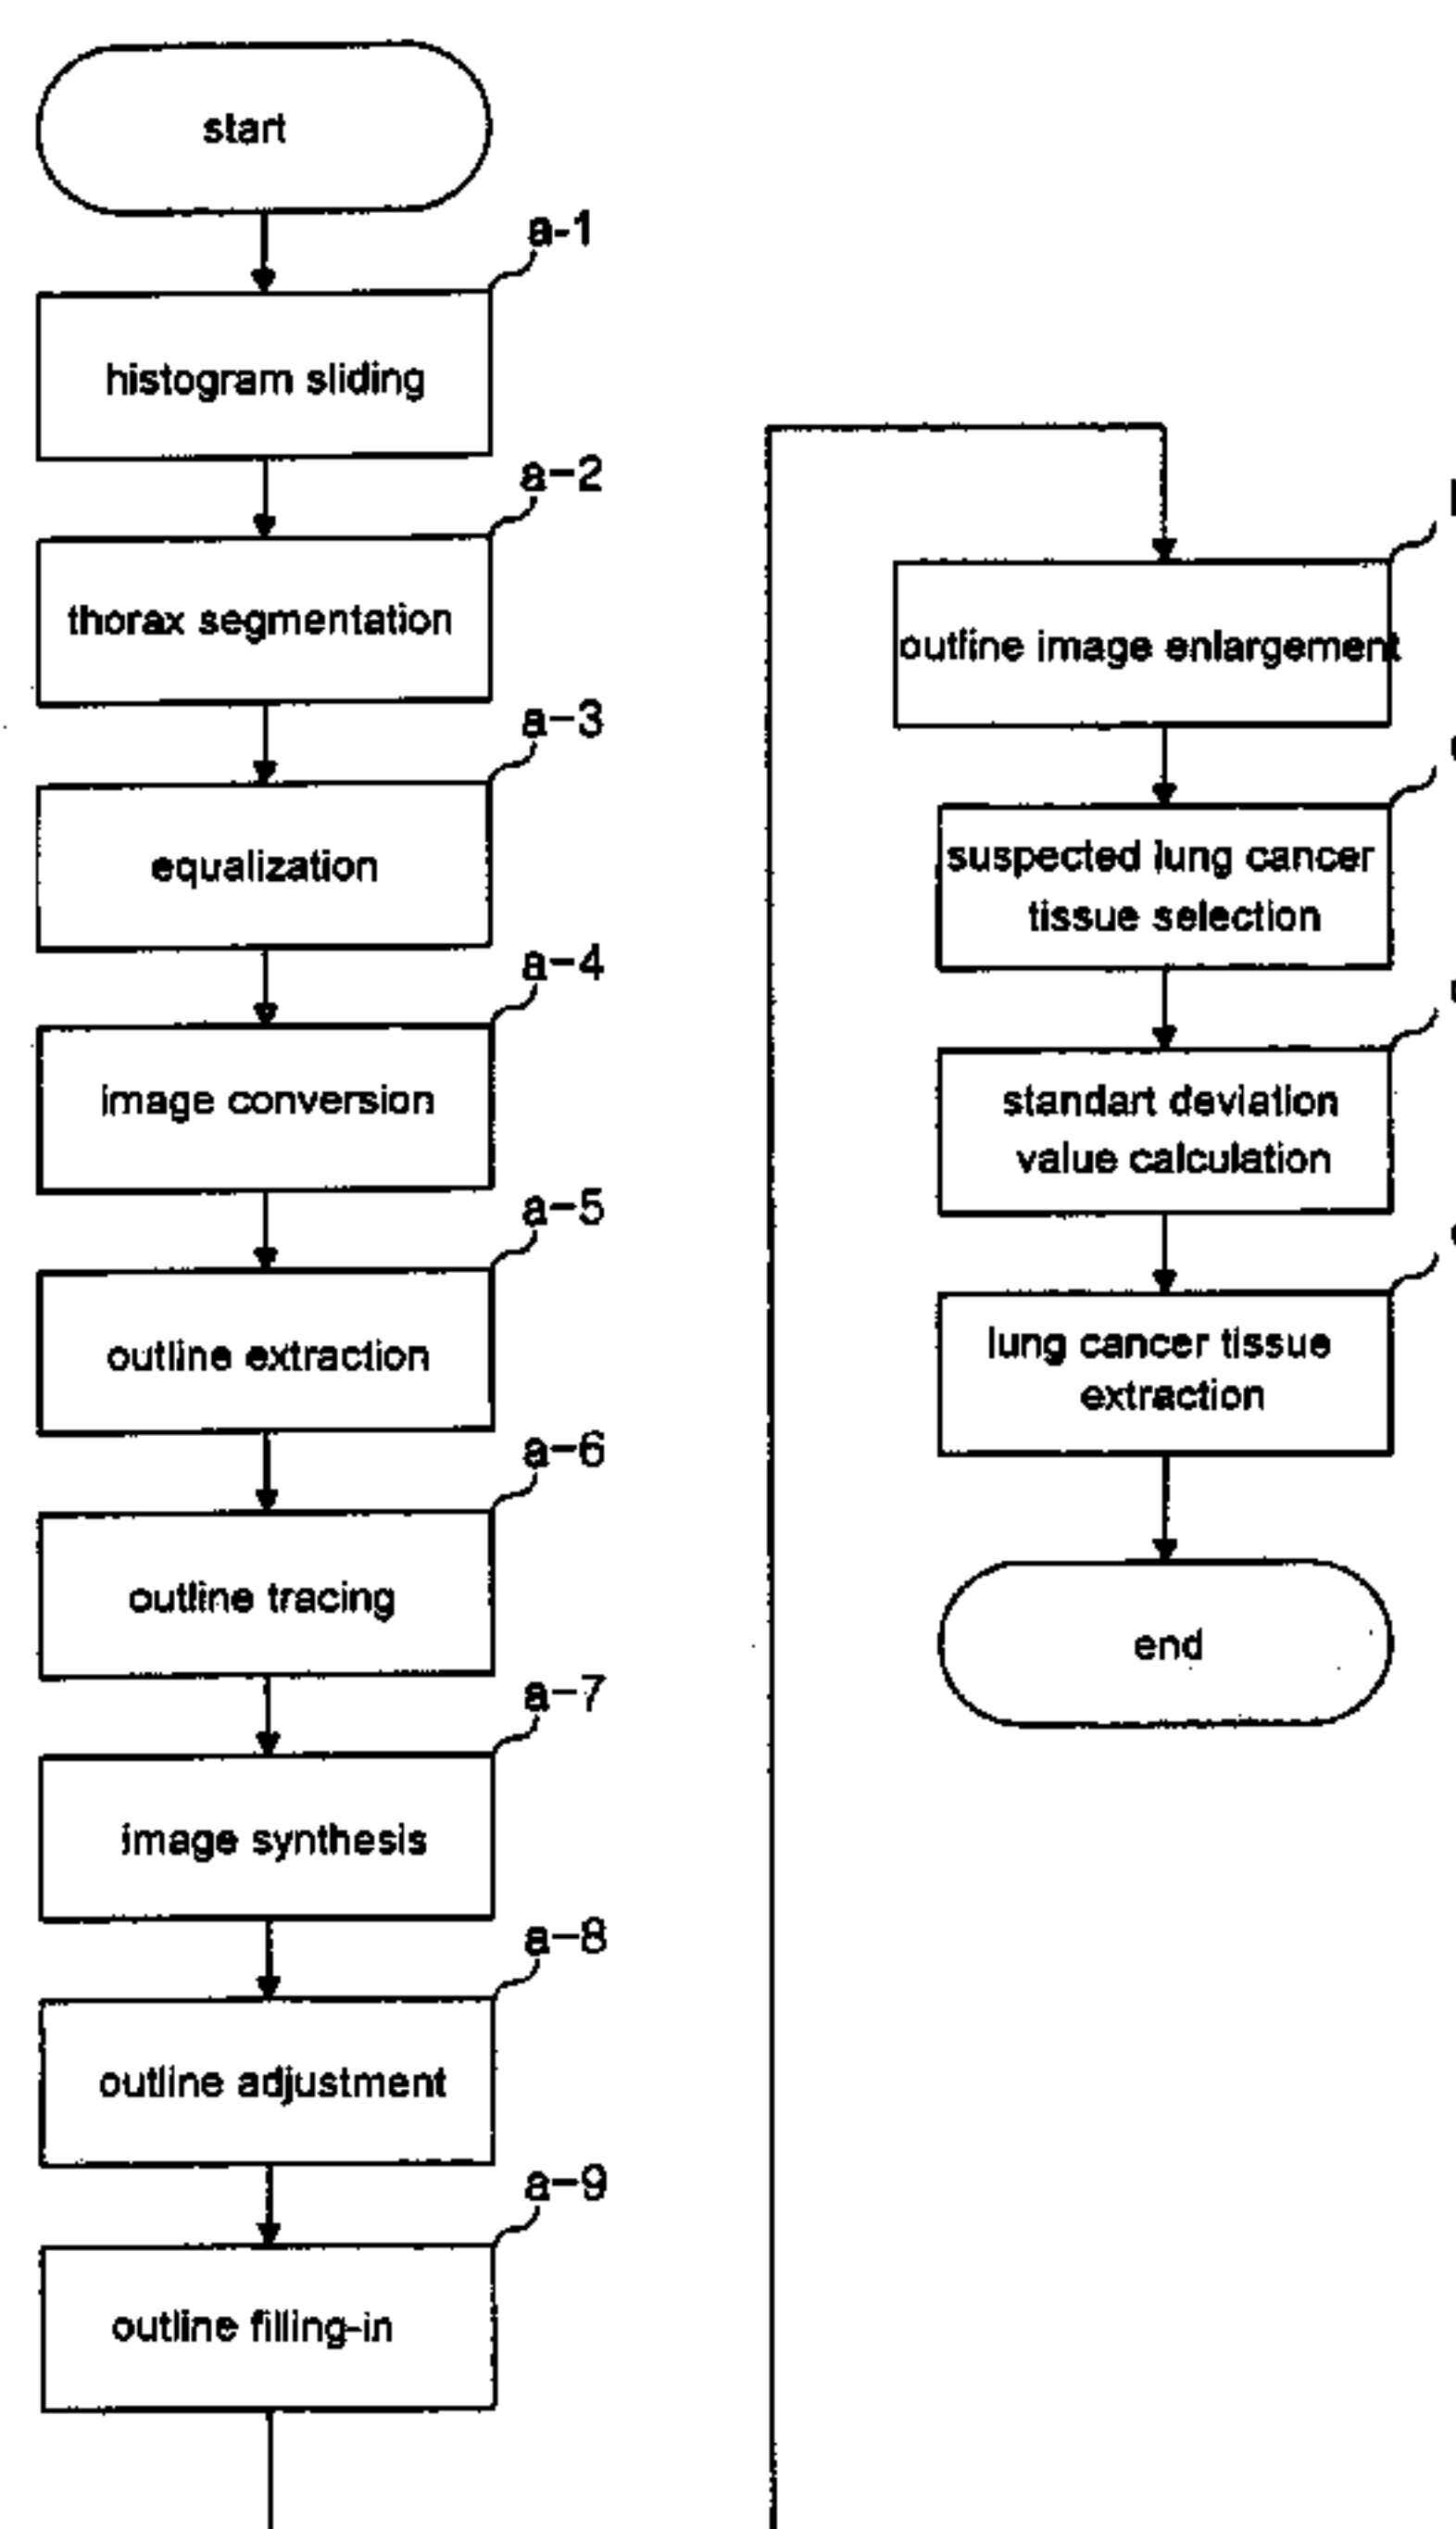 start
a-1
histogram sliding
a-2
thorax segmentation
a-3
equalization
a-4
image conversion
a-5
outline extraction
a-6
outline tracing
a-7
image synthesis
a-8
outline adjustment
a-9
outline filling-in
outline image enlargement
suspected lung cancer
tissue selection
standart deviation
value calculation
lung cancer tissue
extraction
end